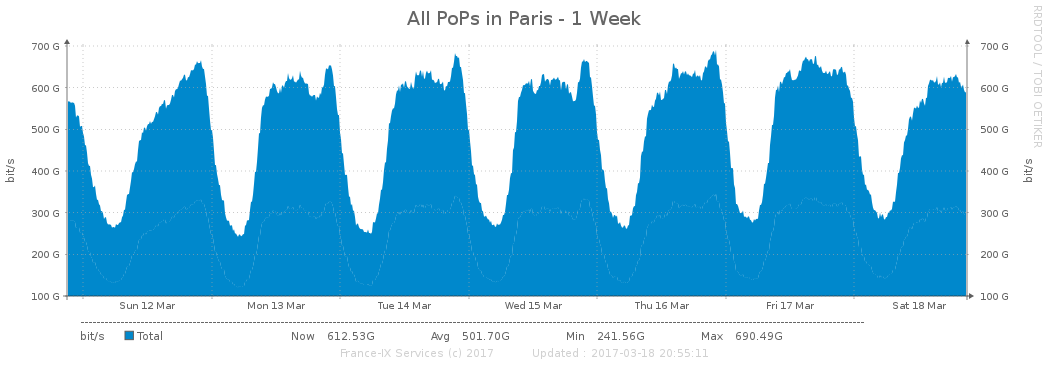 All PoPs in Paris - 1 Week
RRDTOOL / TOBI OETIKER
700 G 700 G
600 G 600 G
500 G 500 G
400 G 400 G
300 G 300 G
200 G 200 G
100 G 100 G
bit/s bit/s
Sun 12 Mar Mon 13 Mar Tue 14 Mar Wed 15 Mar Thu 16 Mar Fri 17 Mar Sat 18 Mar
bit/s Total Now 612.53G Avg 501.70G Min 241.56G Max 690.49G
France-IX Services (c) 2017 Updated : 2017-03-18 20:55:11